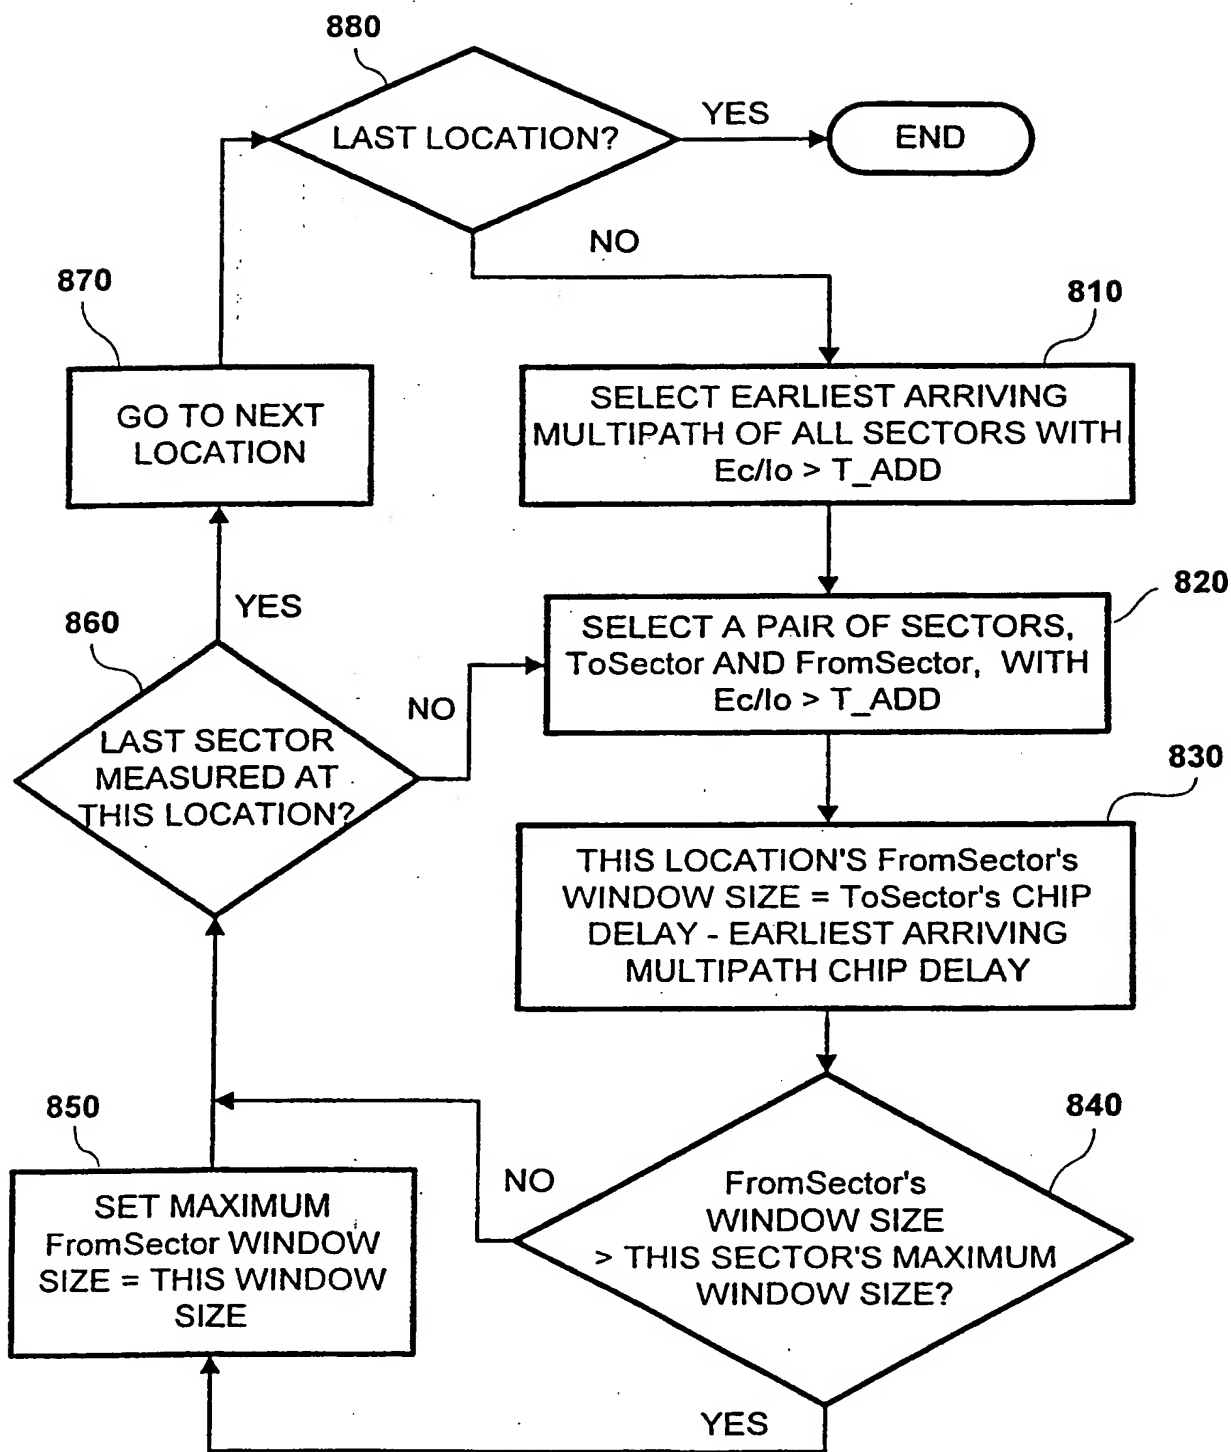 880
LAST LOCATION?
YES
END
NO
870
GO TO NEXT
LOCATION
810
SELECT EARLIEST ARRIVING
MULTIPATH OF ALL SECTORS WITH
Ec/Io > T_ADD
820
SELECT A PAIR OF SECTORS,
ToSector AND FromSector, WITH
Ec/Io > T_ADD
YES
860
LAST SECTOR
MEASURED AT
THIS LOCATION?
NO
830
THIS LOCATION'S FromSector's
WINDOW SIZE = ToSector's CHIP
DELAY - EARLIEST ARRIVING
MULTIPATH CHIP DELAY
840
FromSector's
WINDOW SIZE
> THIS SECTOR'S MAXIMUM
WINDOW SIZE?
NO
850
SET MAXIMUM
FromSector WINDOW
SIZE = THIS WINDOW
SIZE
YES